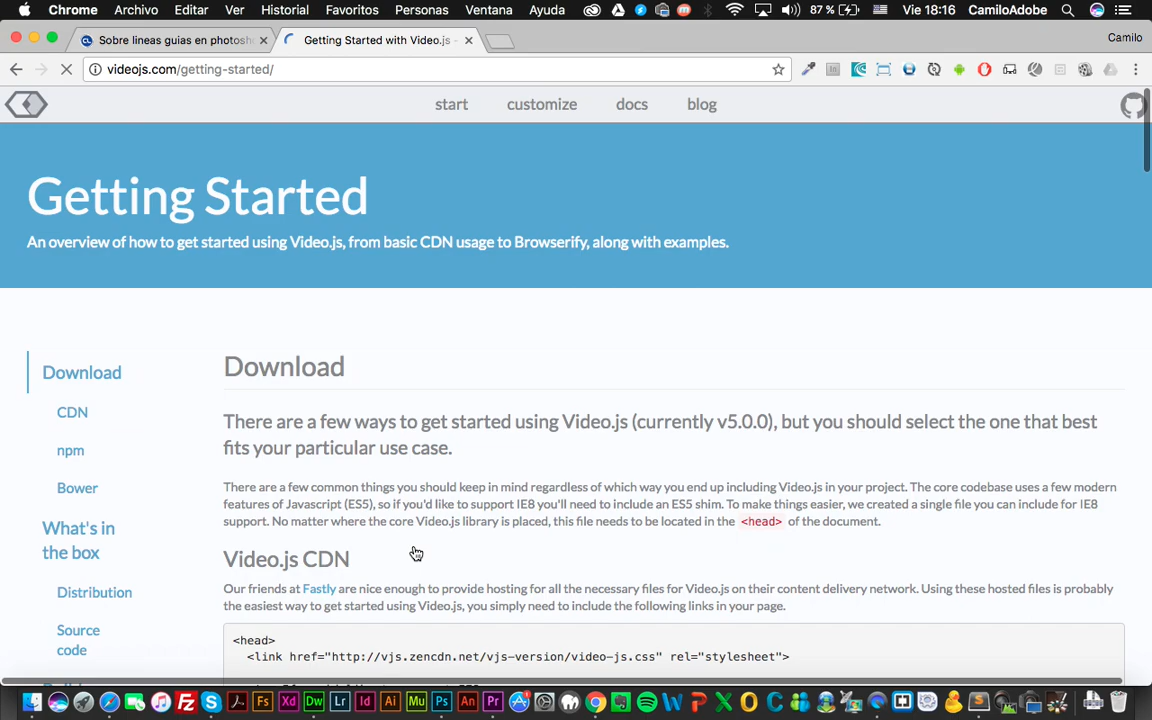 Chrome Archivo Editar Ver Historial Favoritos Personas Ventana Ayuda 87 % Vie 18:16 CamiloAdobe
Sobre lineas guias en photosh Getting Started with Video.js - Camilo
videojs.com/getting-started/
start customize docs blog
Getting Started
An overview of how to get started using Video.js, from basic CDN usage to Browserify, along with examples.
Download
CDN
npm
Bower
What's in
the box
Distribution
Source
code
Download
There are a few ways to get started using Video.js (currently v5.0.0), but you should select the one that best
fits your particular use case.
There are a few common things you should keep in mind regardless of which way you end up including Video.js in your project. The core codebase uses a few modern
features of Javascript (ES5), so if you'd like to support IE8 you'll need to include an ES5 shim. To make things easier, we created a single file you can include for IE8
support. No matter where the core Video.js library is placed, this file needs to be located in the <head> of the document.
Video.js CDN
Our friends at Fastly are nice enough to provide hosting for all the necessary files for Video.js on their content delivery network. Using these hosted files is probably
the easiest way to get started using Video.js, you simply need to include the following links in your page.
<head>
<link href="http://vjs.zencdn.net/vjs-version/video-js.css" rel="stylesheet">
Fs Xd Dw Lr Id Ai Mu Ps An Pr